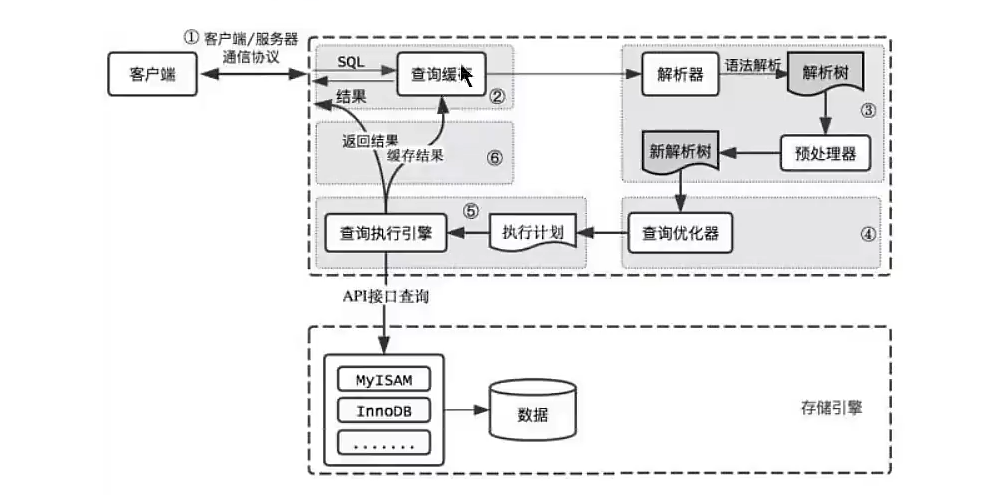 ① 客户端/服务器
通信协议
客户端
SQL
查询缓存
②
结果
解析器
语法解析
解析树
③
预处理器
新解析树
返回结果
缓存结果
⑥
查询执行引擎
⑤
执行计划
查询优化器
④
API接口查询
MyISAM
InnoDB
.......
数据
存储引擎